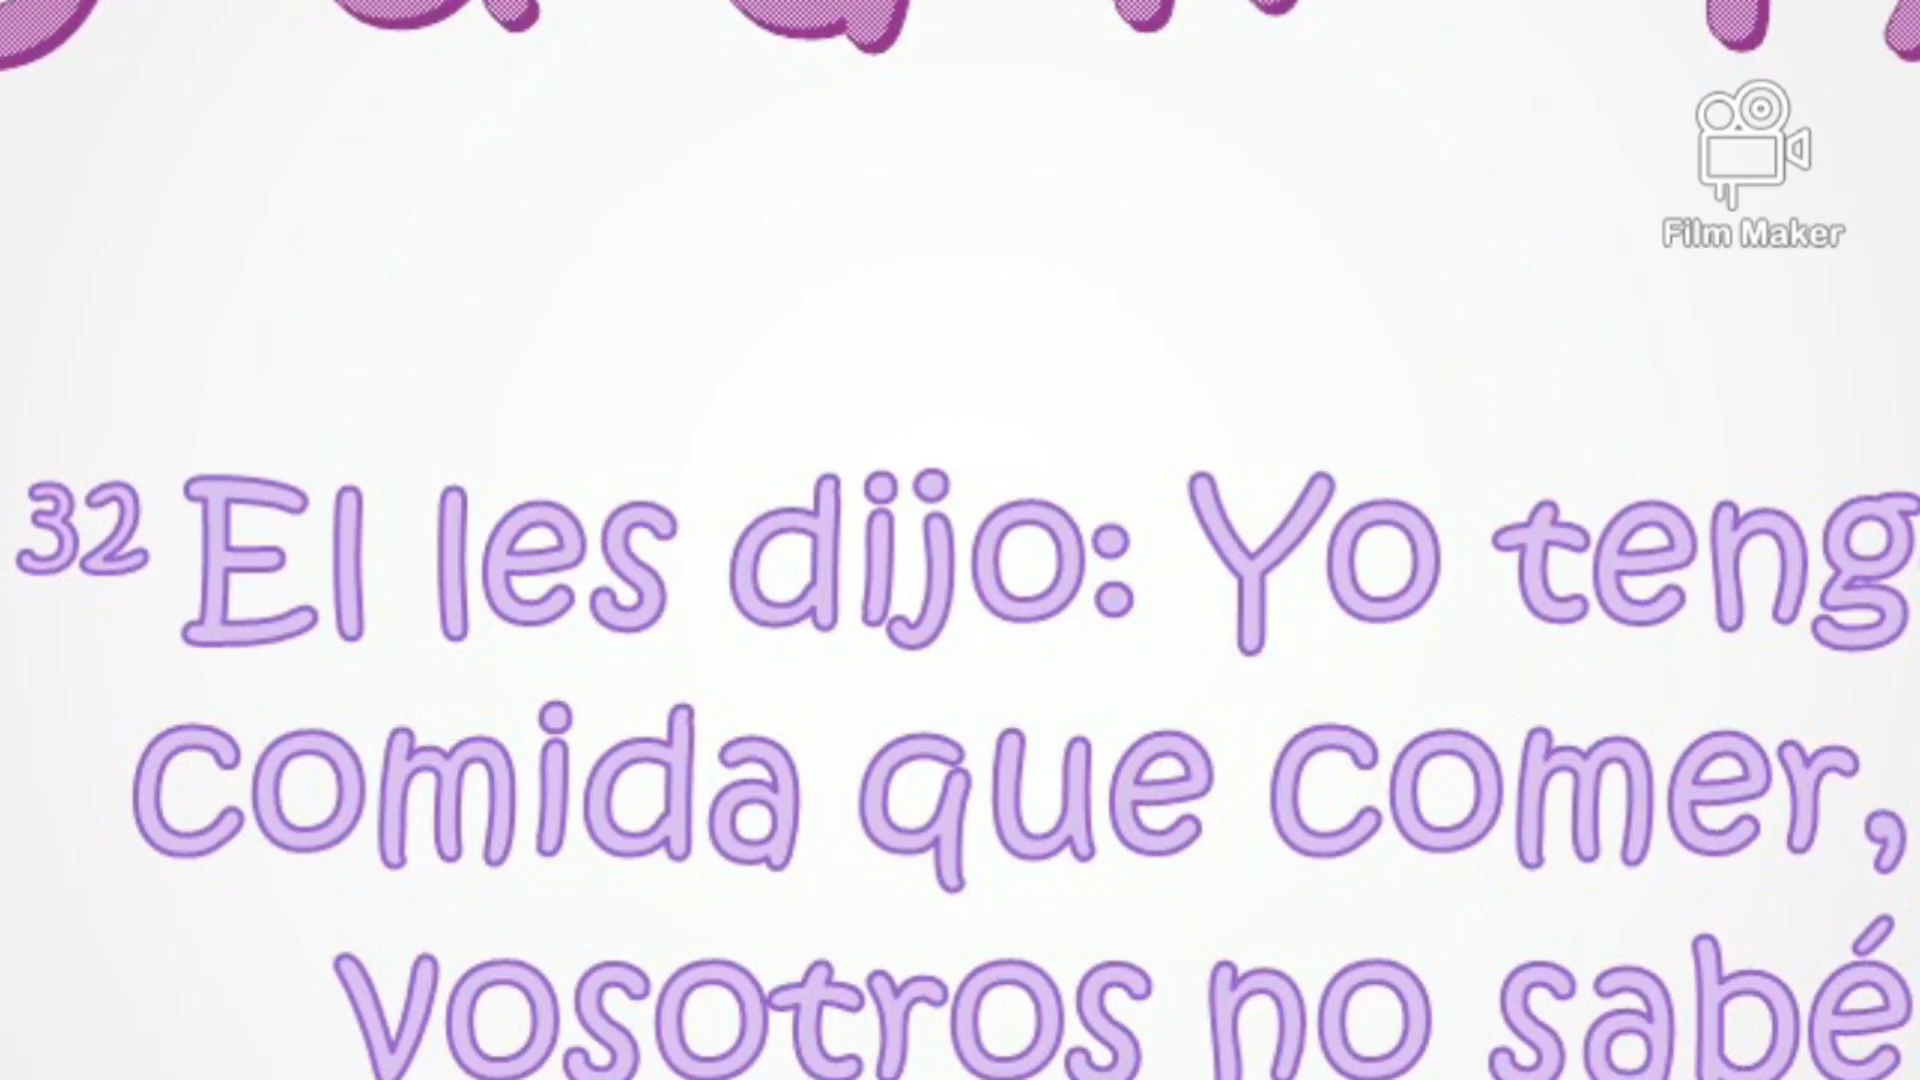 Film Maker
32 El les dijo: Yo teng
comida que comer,
vosotros no sabé